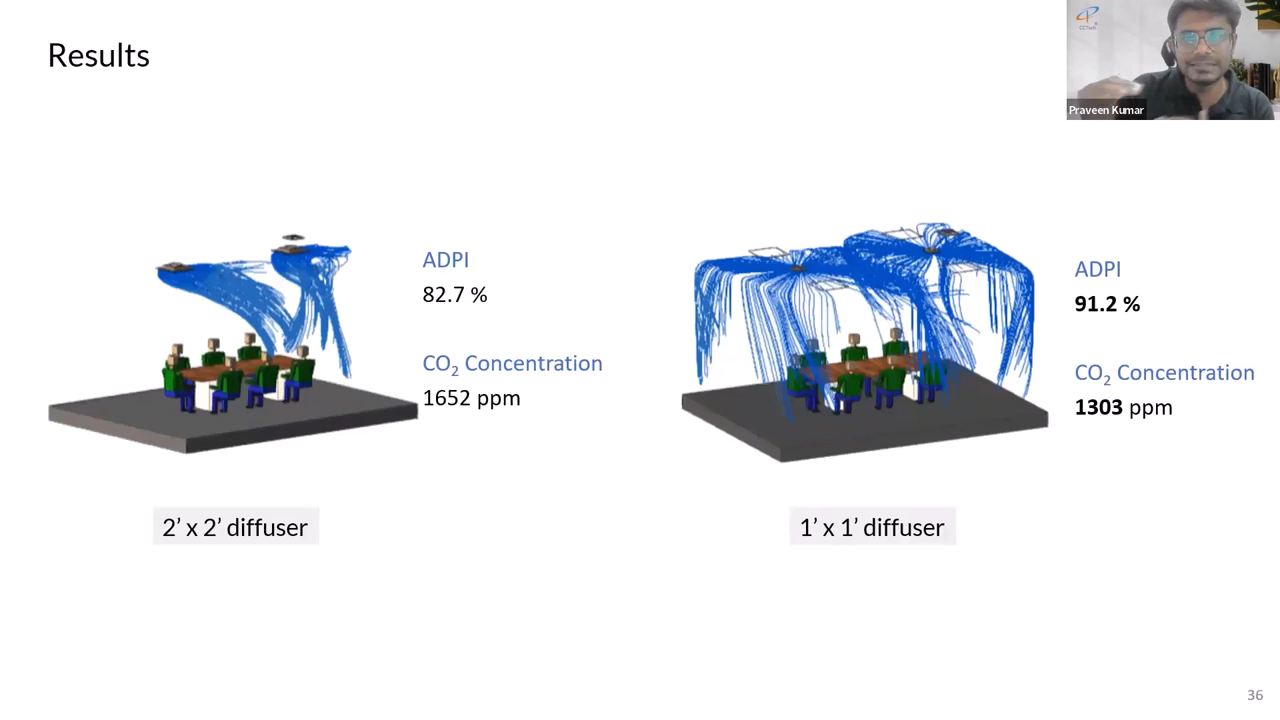 Results
Praveen Kumar
ADPI
82.7 %
CO₂ Concentration
1652 ppm
2’ x 2’ diffuser
ADPI
91.2 %
CO₂ Concentration
1303 ppm
1’ x 1’ diffuser
36